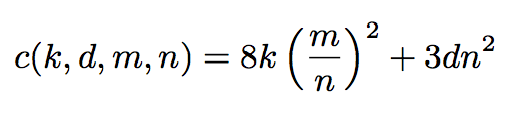 c(k, d, m, n) = 8k (m/n)² + 3dn²